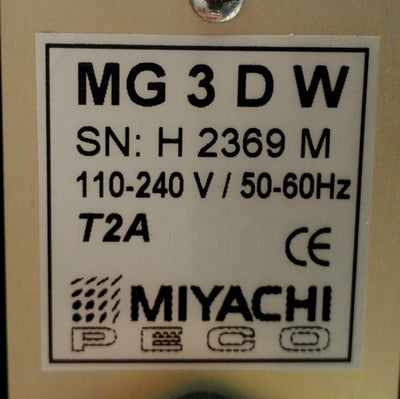 MG 3 D W
SN: H 2369 M
110-240 V / 50-60Hz
T2A
CE
MIYACHI
PECO